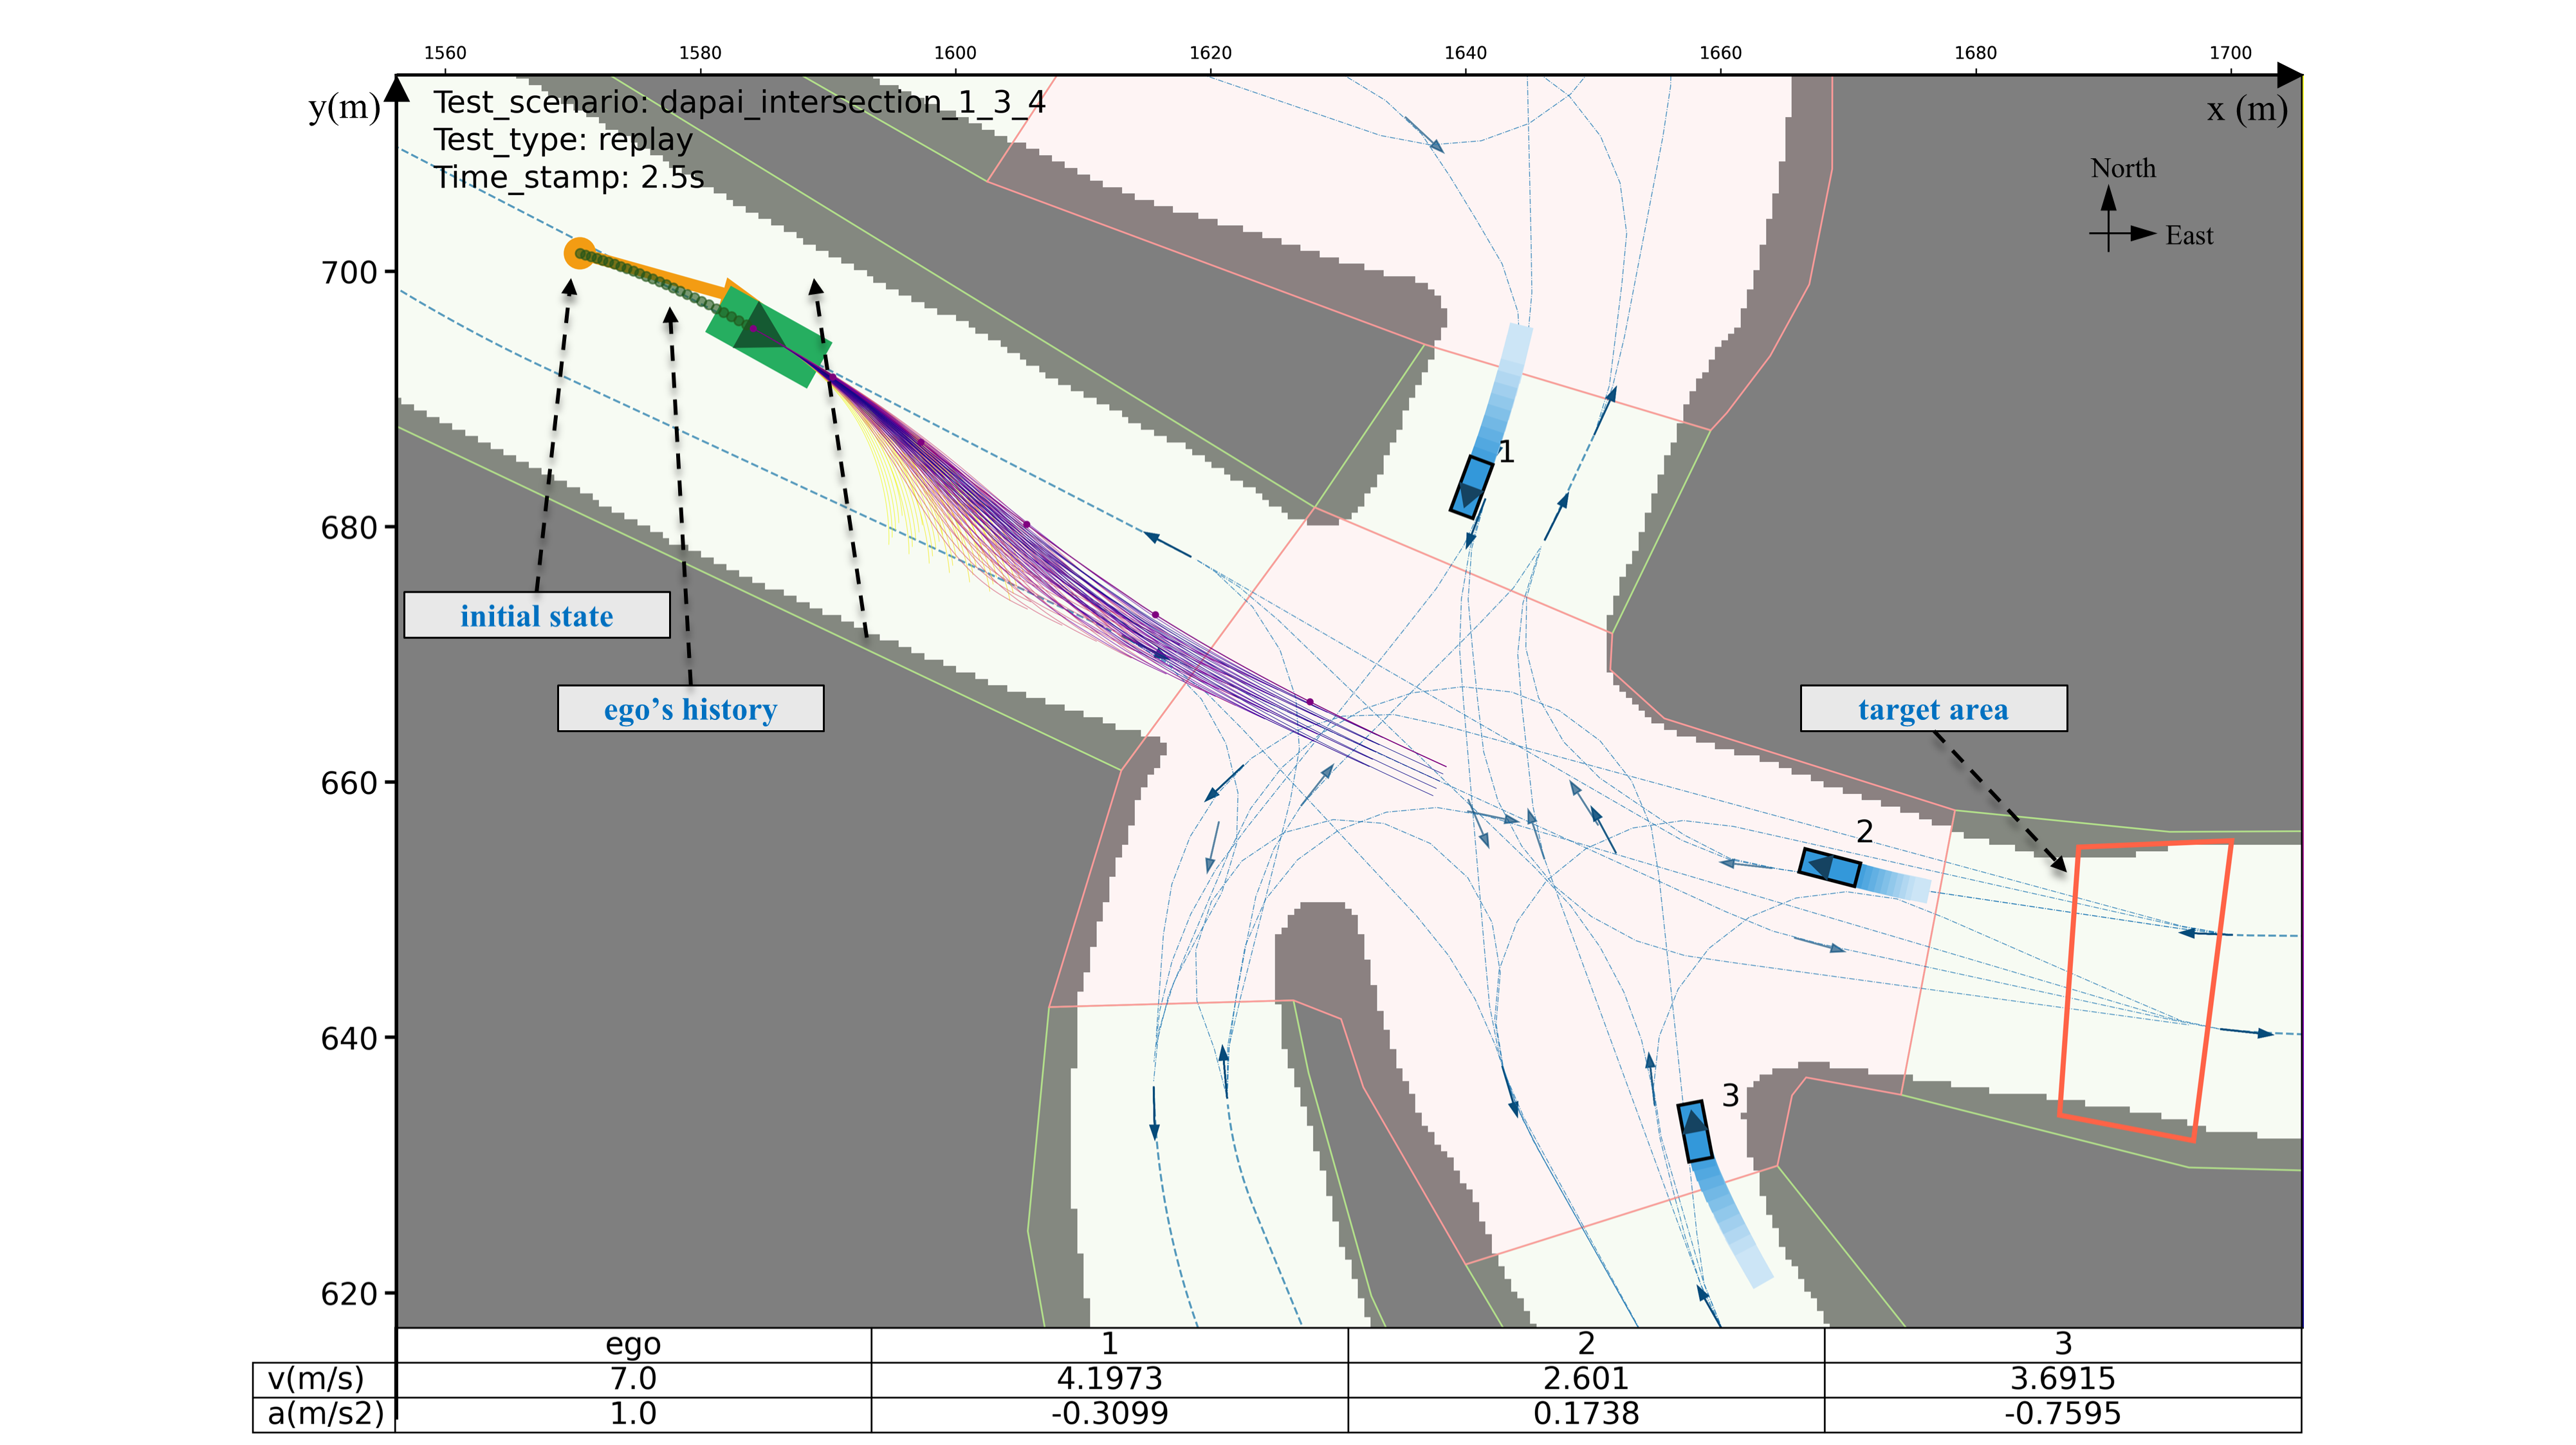 1560 1580 1600 1620 1640 1660 1680 1700
y(m)
x (m)
Test_scenario: dapai_intersection_1_3_4
Test_type: replay
Time_stamp: 2.5s
North
East
700
680
660
640
620
1
initial state
ego’s history
target area
2
3
ego 1 2 3
v(m/s) 7.0 4.1973 2.601 3.6915
a(m/s2) 1.0 -0.3099 0.1738 -0.7595